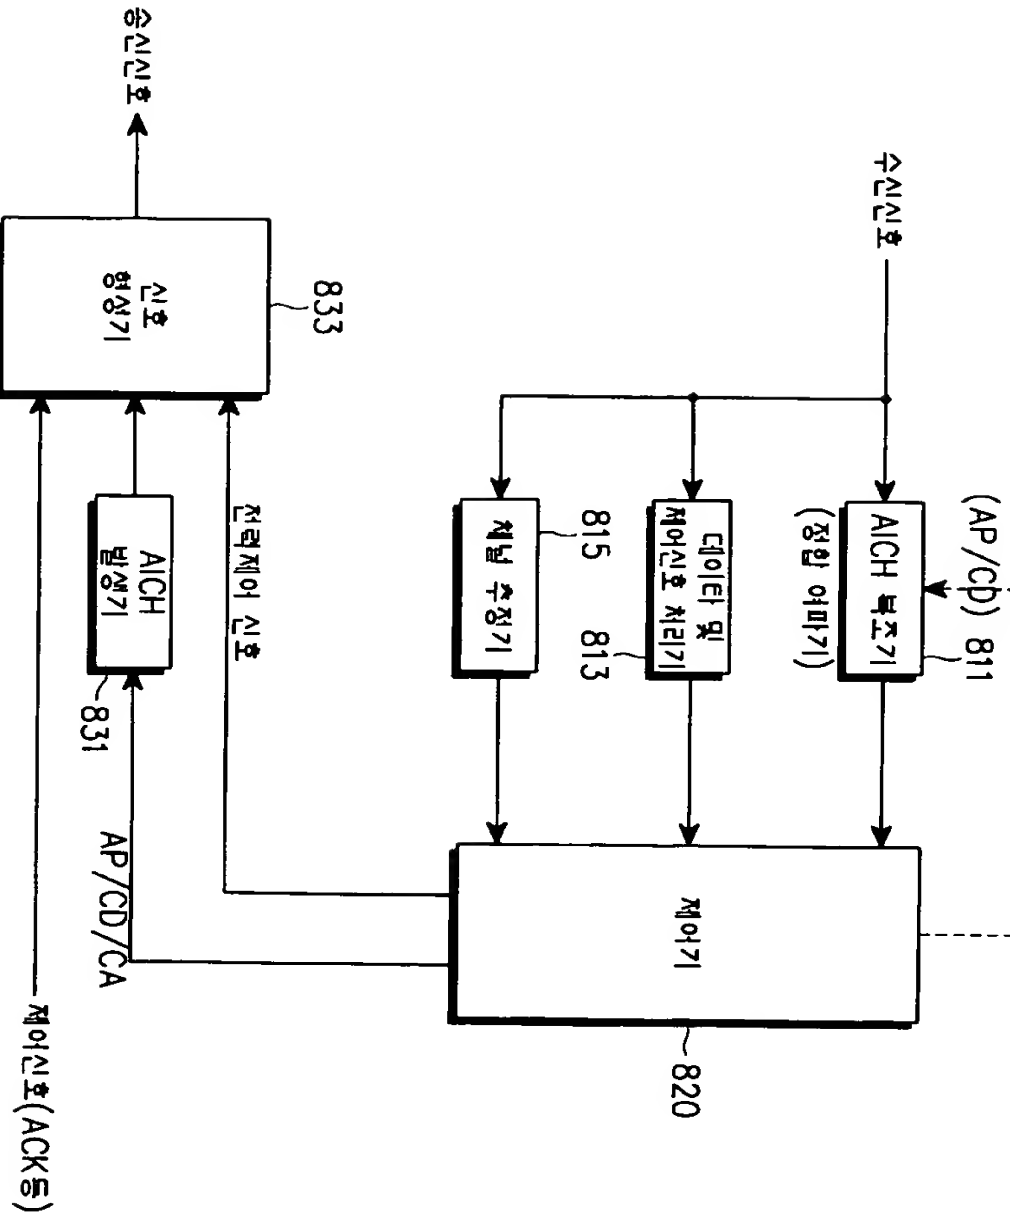 (AP/CD)
811
수신신호
AICH 복조기
(정합 여파기)
데이타 및
제어신호 처리기
813
815
채널 추정기
제어기
820
833
신호
형성기
송신신호
전력제어 신호
AICH
발생기
831
AP/CD/CA
제어신호(ACK등)